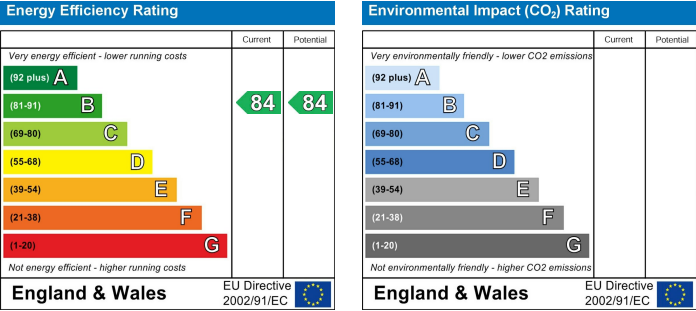 Energy Efficiency Rating
Current
Potential
Very energy efficient - lower running costs
(92 plus) A
(81-91) B
84
84
(69-80) C
(55-68) D
(39-54) E
(21-38) F
(1-20) G
Not energy efficient - higher running costs
England & Wales
EU Directive
2002/91/EC
Environmental Impact (CO₂) Rating
Current
Potential
Very environmentally friendly - lower CO2 emissions
(92 plus) A
(81-91) B
(69-80) C
(55-68) D
(39-54) E
(21-38) F
(1-20) G
Not environmentally friendly - higher CO2 emissions
England & Wales
EU Directive
2002/91/EC